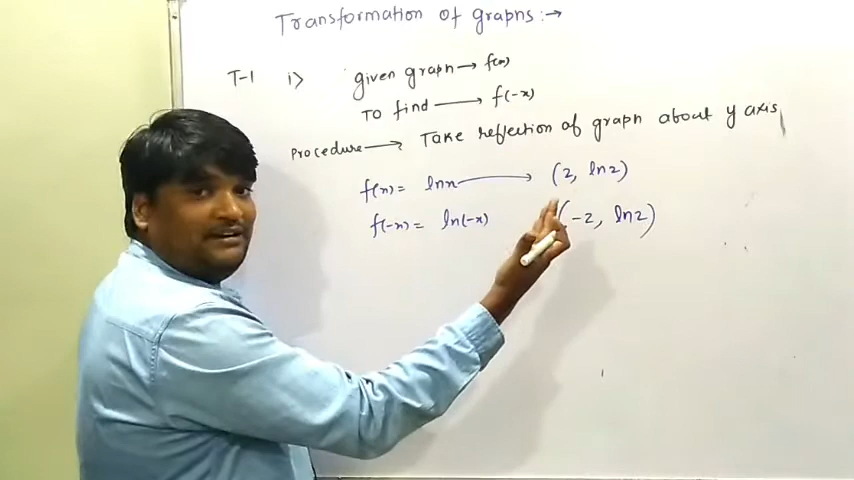 Transformation of graphs:→
T-1 i> given graph → f(x)
To find → f(-x)
Procedure → Take reflection of graph about y axis
f(x) = lnx → (2, ln2)
f(-x) = ln(-x) (-2, ln2)